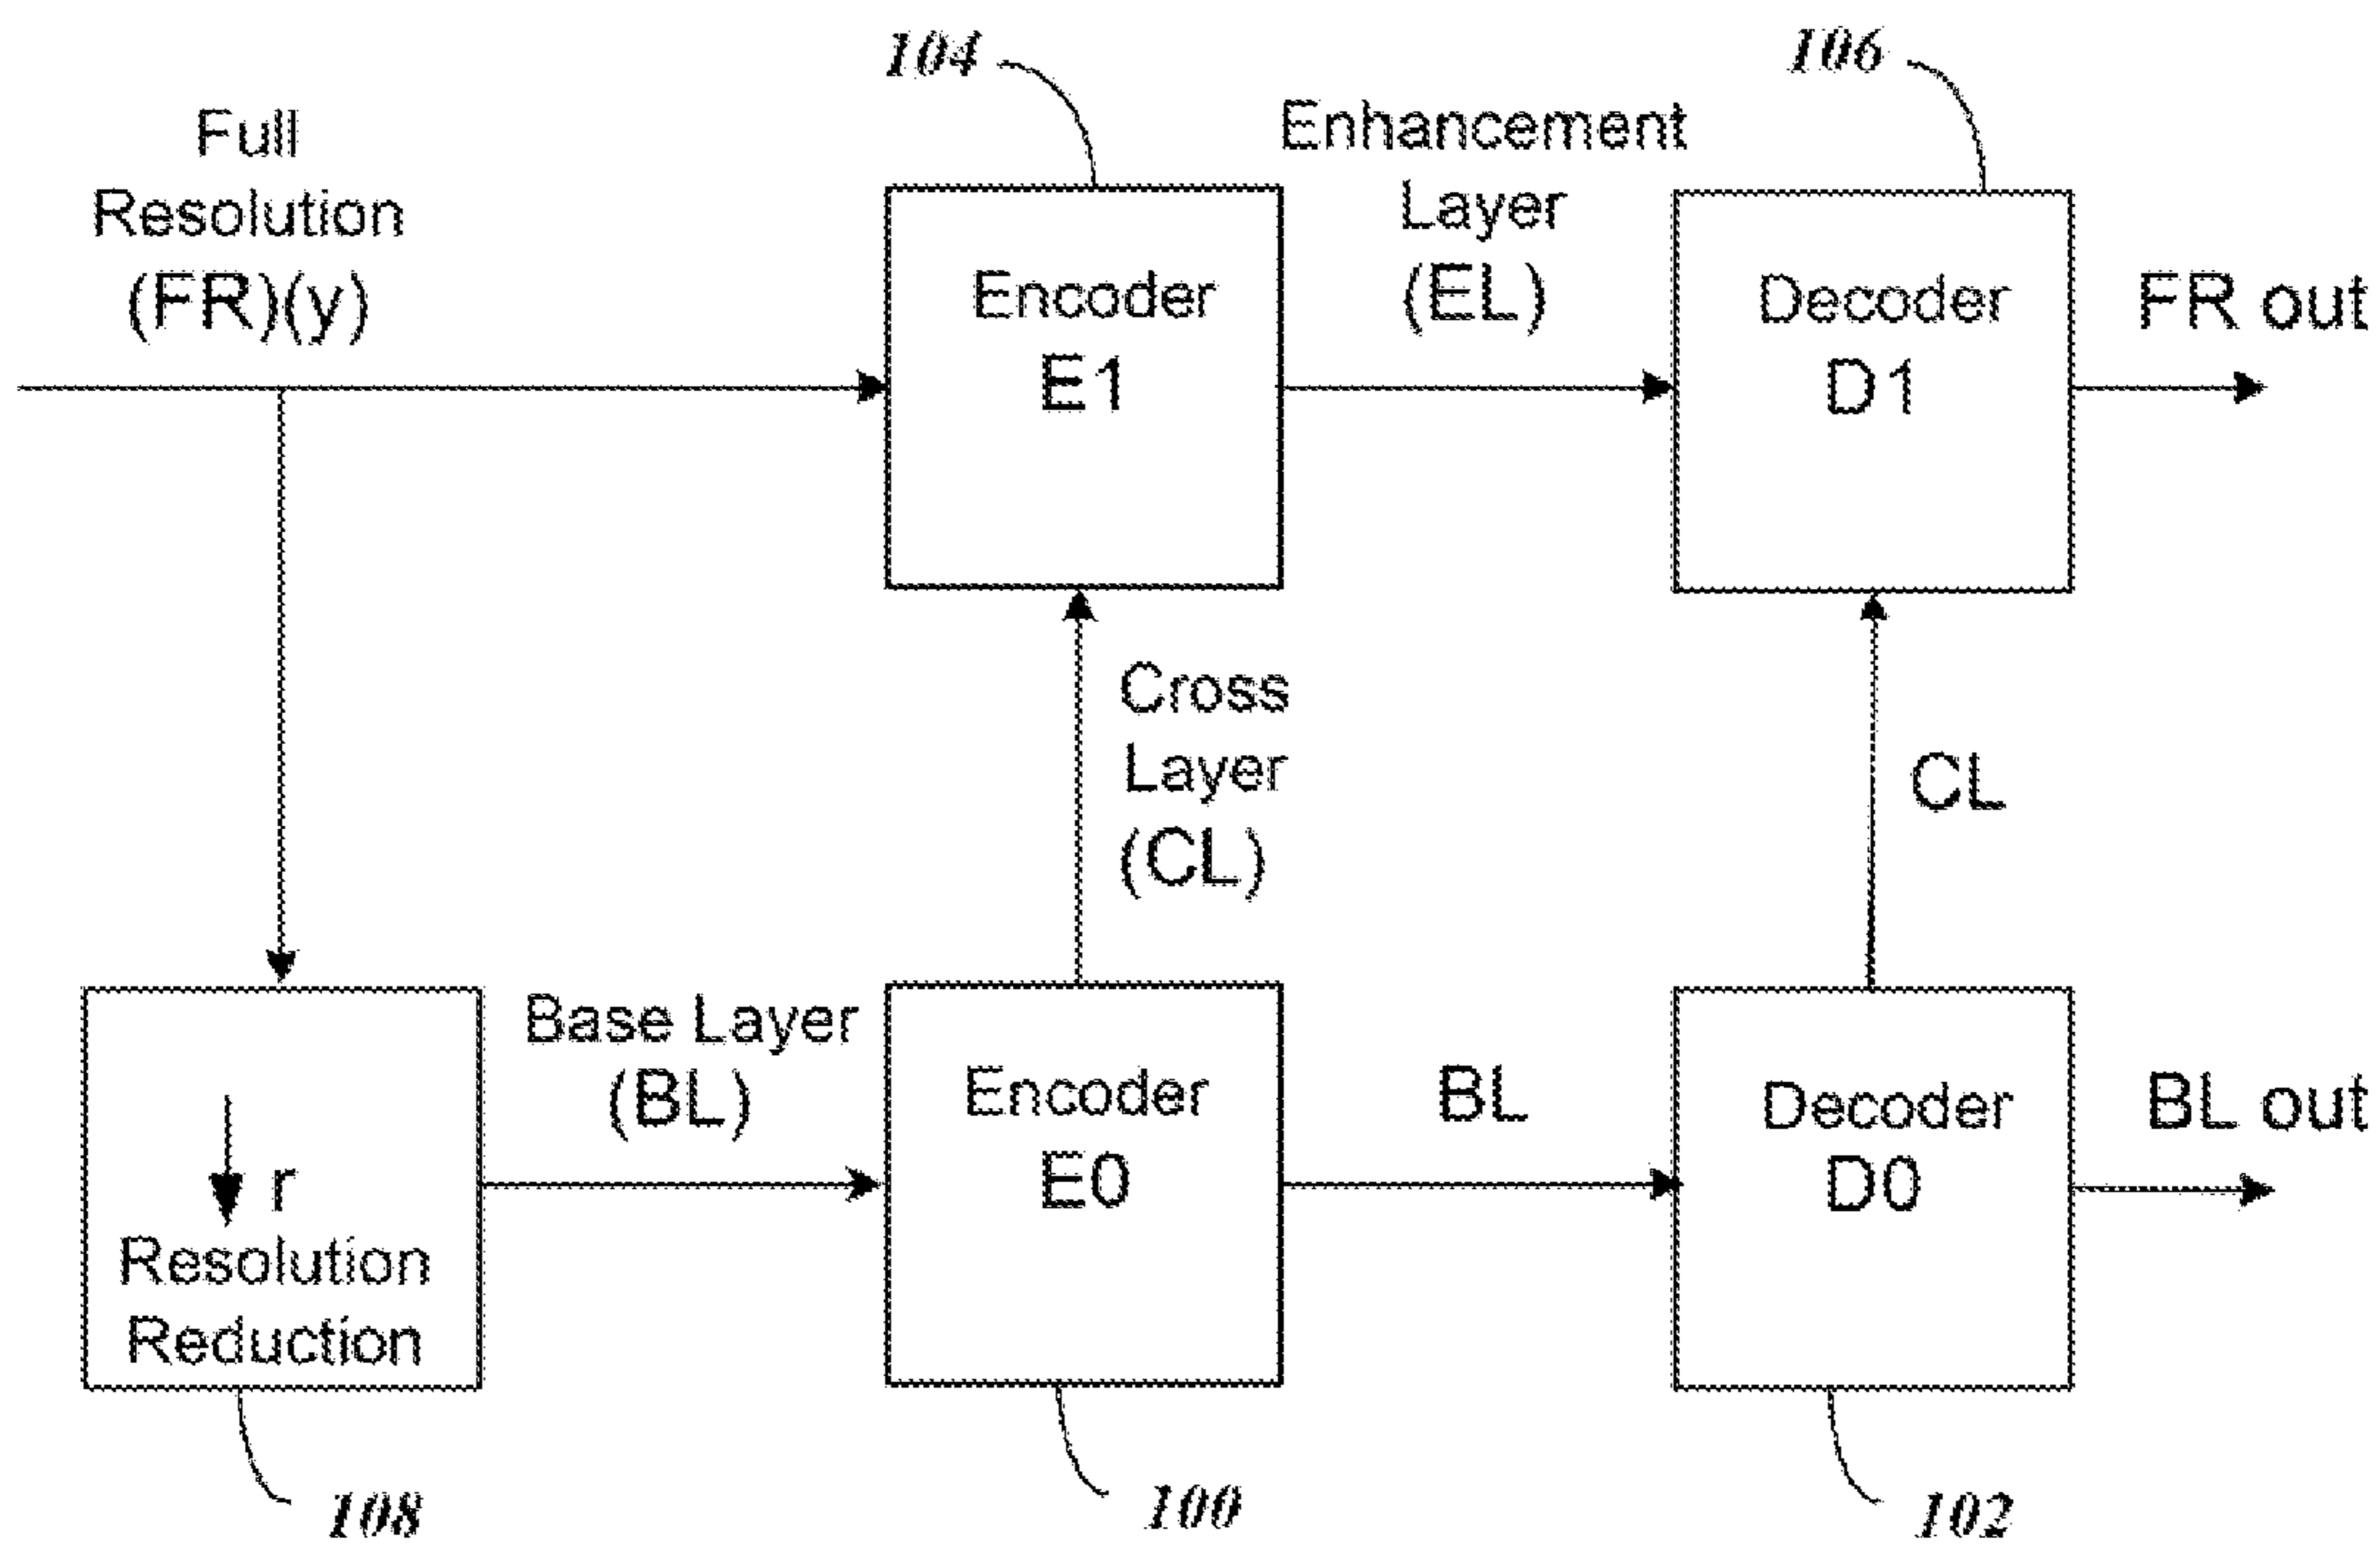 104
106
Full
Resolution
(FR)(y)
Enhancement
Layer
(EL)
Encoder
E1
Decoder
D1
FR out
Cross
Layer
(CL)
CL
Base Layer
(BL)
Encoder
E0
BL
Decoder
D0
BL out
r
Resolution
Reduction
108
100
102